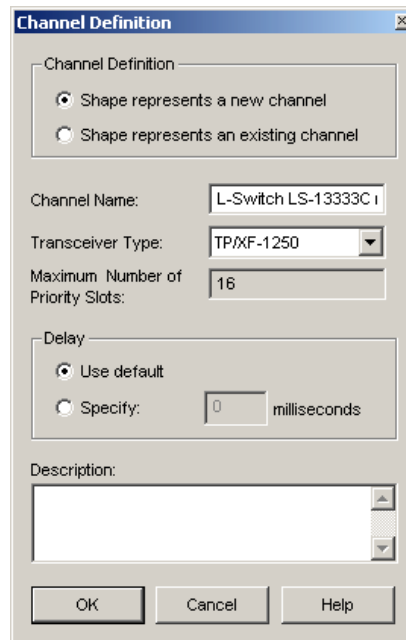 Channel Definition
Channel Definition
Shape represents a new channel
Shape represents an existing channel
Channel Name:
L-Switch LS-13333C
Transceiver Type:
TP/XF-1250
Maximum Number of
Priority Slots:
16
Delay
Use default
Specify:
0
milliseconds
Description:
OK
Cancel
Help